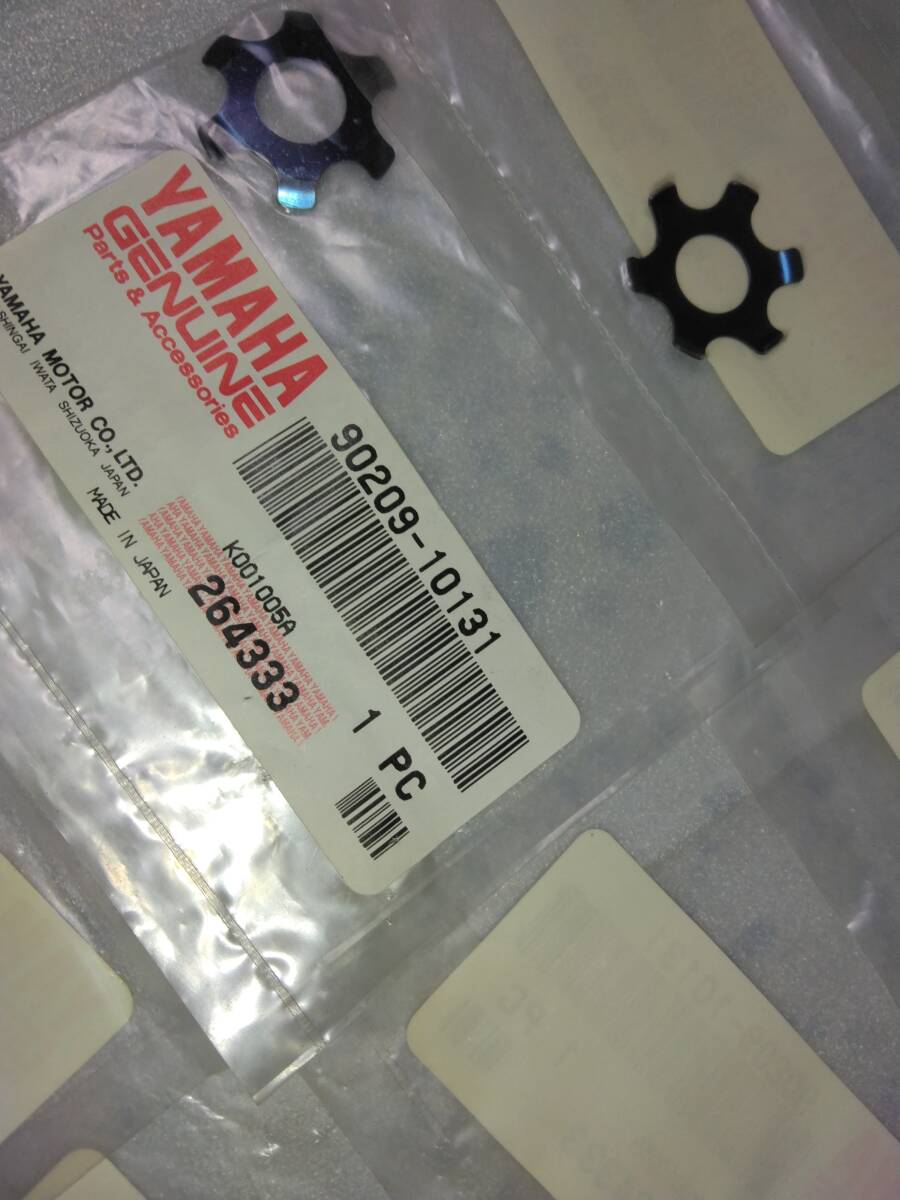 YAMAHA
GENUINE
Parts & Accessories
YAMAHA MOTOR CO., LTD.
SHINGAI IWATA SHIZUOKA JAPAN
MADE IN JAPAN
90209-10131
K001005A
264333
1 PC